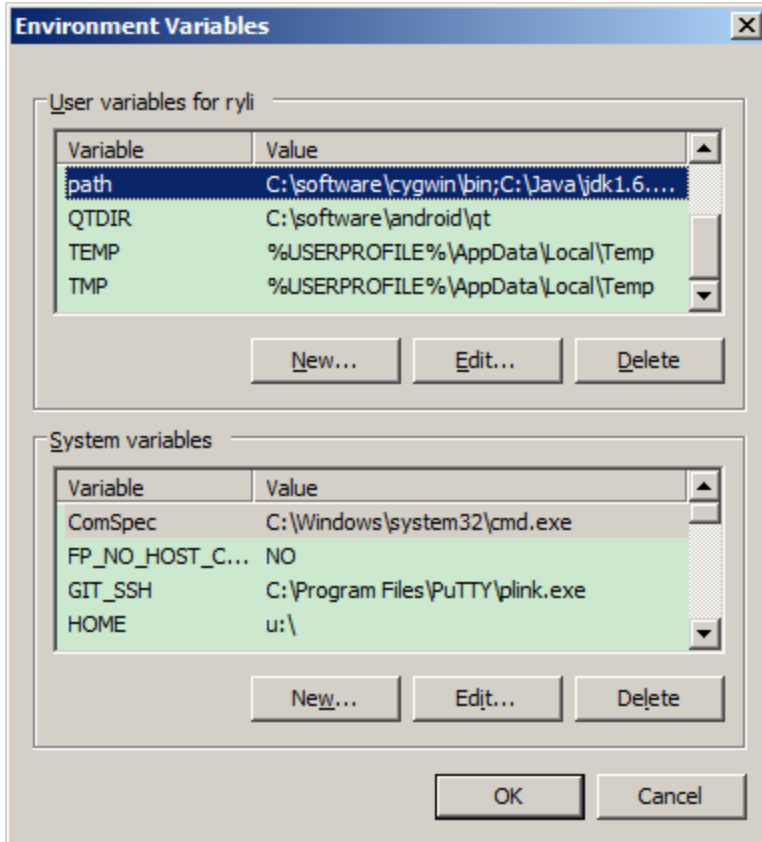 Environment Variables
User variables for ryli
Variable Value
path C:\software\cygwin\bin;C:\Java\jdk1.6....
QTDIR C:\software\android\qt
TEMP %USERPROFILE%\AppData\Local\Temp
TMP %USERPROFILE%\AppData\Local\Temp
New... Edit... Delete
System variables
Variable Value
ComSpec C:\Windows\system32\cmd.exe
FP_NO_HOST_C... NO
GIT_SSH C:\Program Files\PuTTY\plink.exe
HOME u:\
New... Edit... Delete
OK Cancel